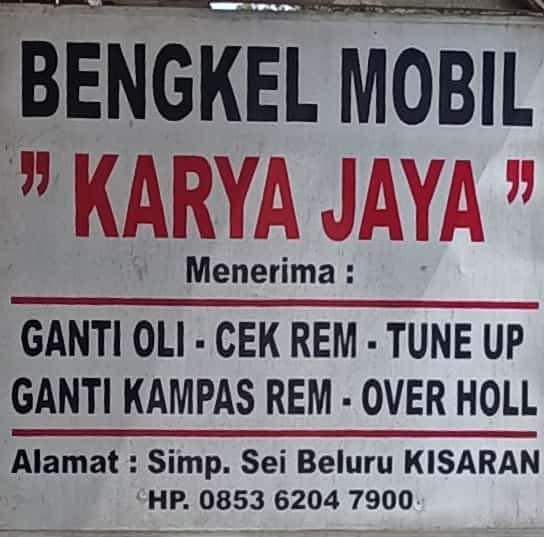 BENGKEL MOBIL
" KARYA JAYA "
Menerima :
GANTI OLI - CEK REM - TUNE UP
GANTI KAMPAS REM - OVER HOLL
Alamat : Simp. Sei Beluru KISARAN
HP. 0853 6204 7900